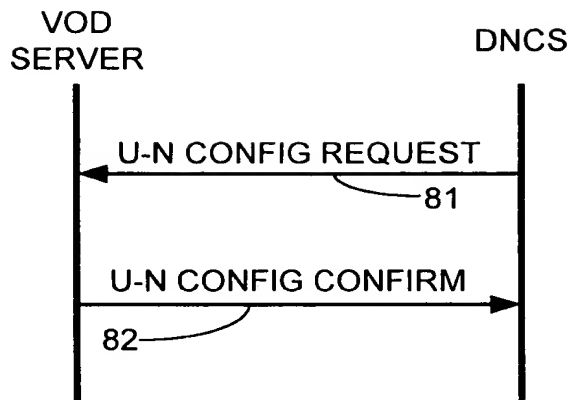 VOD
SERVER
DNCS
U-N CONFIG REQUEST
81
U-N CONFIG CONFIRM
82